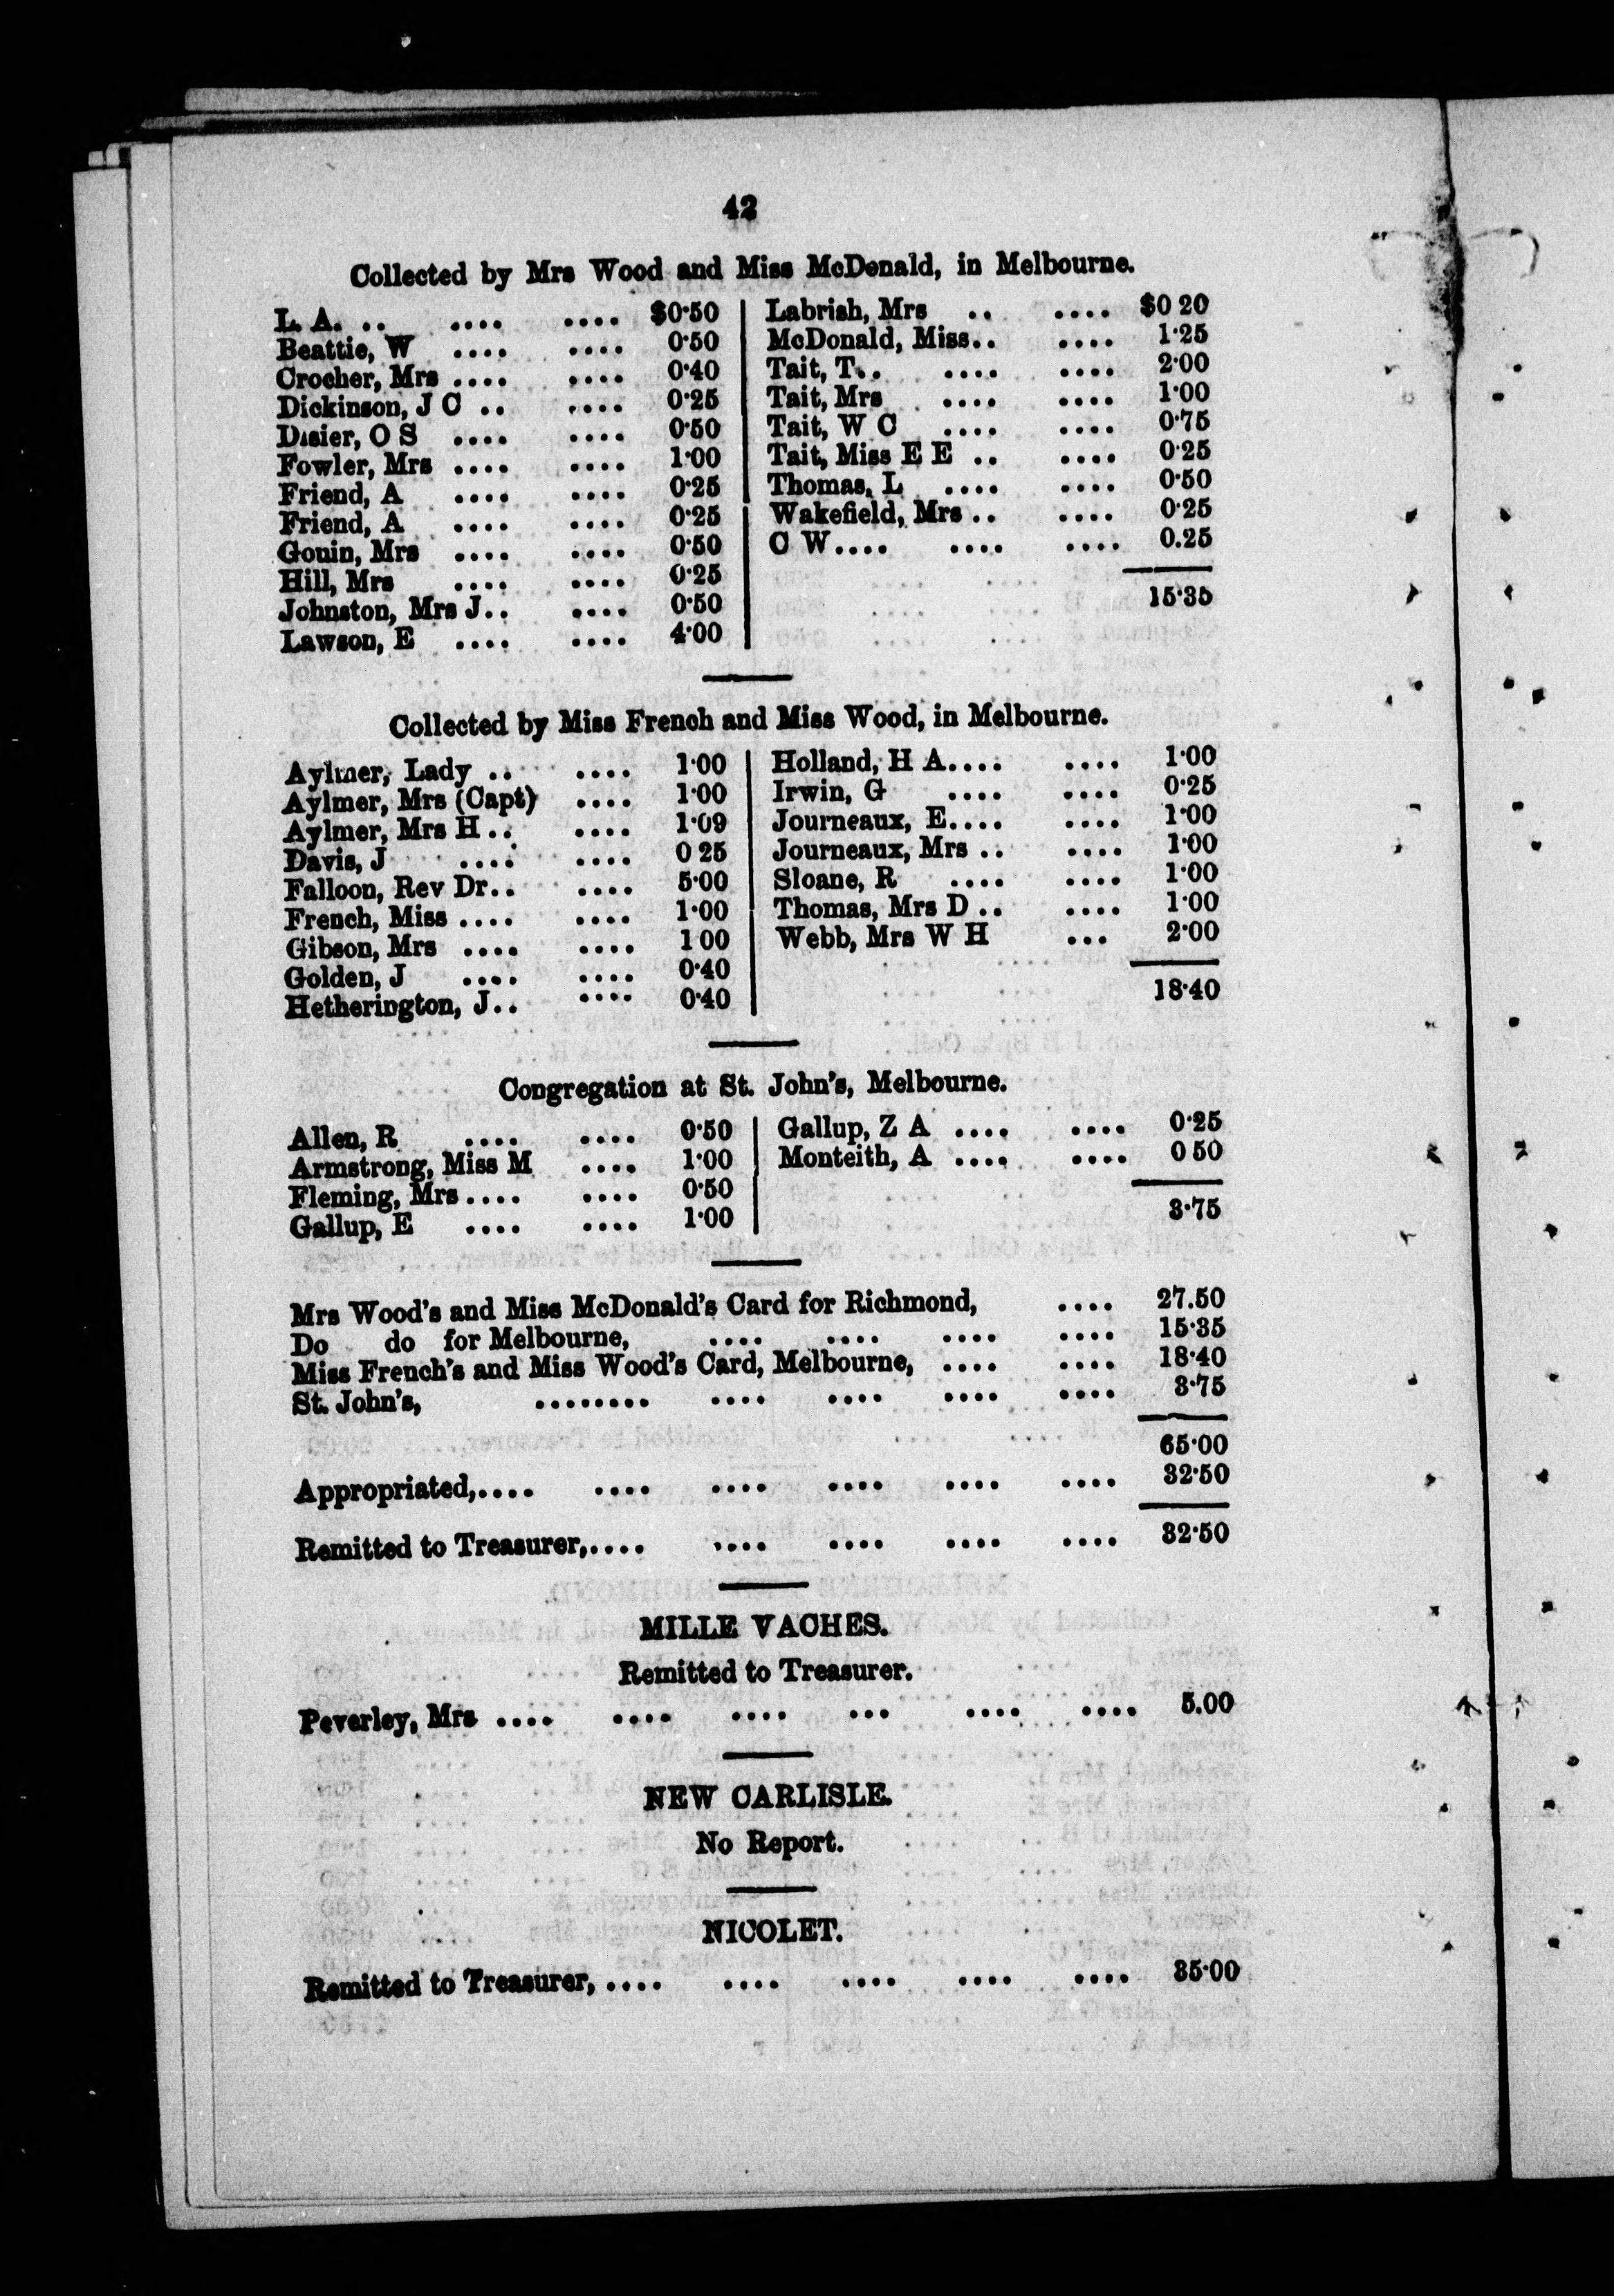 42
Collected by Mrs Wood and Miss McDonald, in Melbourne.
L. A. .. .... .... $0·50
Beattie, W .... .... 0·50
Crocher, Mrs .... .... 0·40
Dickinson, J C .. .... 0·25
Disier, O S .... .... 0·50
Fowler, Mrs .... .... 1·00
Friend, A .... .... 0·25
Friend, A .... .... 0·25
Gouin, Mrs .... .... 0·50
Hill, Mrs .... .... 0·25
Johnston, Mrs J.. .... 0·50
Lawson, E .... .... 4·00
Labrish, Mrs .. .... $0 20
McDonald, Miss.. .... 1·25
Tait, T.. .... .... 2·00
Tait, Mrs .... .... 1·00
Tait, W C .... .... 0·75
Tait, Miss E E .. .... 0·25
Thomas, L .... .... 0·50
Wakefield, Mrs .. .... 0·25
C W.... .... .... 0.25
15·35
Collected by Miss French and Miss Wood, in Melbourne.
Aylmer, Lady .. .... 1·00
Aylmer, Mrs (Capt) .... 1·00
Aylmer, Mrs H .. .... 1·09
Davis, J .... .... 0 25
Falloon, Rev Dr.. .... 5·00
French, Miss .... .... 1·00
Gibson, Mrs .... .... 1 00
Golden, J .... .... 0·40
Hetherington, J.. .... 0·40
Holland, H A.... .... 1·00
Irwin, G .... .... 0·25
Journeaux, E.... .... 1·00
Journeaux, Mrs .. .... 1·00
Sloane, R .... .... 1·00
Thomas, Mrs D .. .... 1·00
Webb, Mrs W H ... 2·00
18·40
Congregation at St. John's, Melbourne.
Allen, R .... .... 0·50
Armstrong, Miss M .... 1·00
Fleming, Mrs.... .... 0·50
Gallup, E .... .... 1·00
Gallup, Z A .... .... 0·25
Monteith, A .... .... 0 50
3·75
Mrs Wood's and Miss McDonald's Card for Richmond, .... 27.50
Do do for Melbourne, .... .... .... .... 15·35
Miss French's and Miss Wood's Card, Melbourne, .... .... 18·40
St. John's, ........ .... .... .... .... 3·75
65·00
Appropriated,.... .... .... .... .... .... 32·50
Remitted to Treasurer,.... .... .... .... .... 32·50
MILLE VACHES.
Remitted to Treasurer.
Peverley, Mrs .... .... .... ... .... .... 5.00
NEW CARLISLE.
No Report.
NICOLET.
Remitted to Treasurer, .... .... .... .... .... 35·00